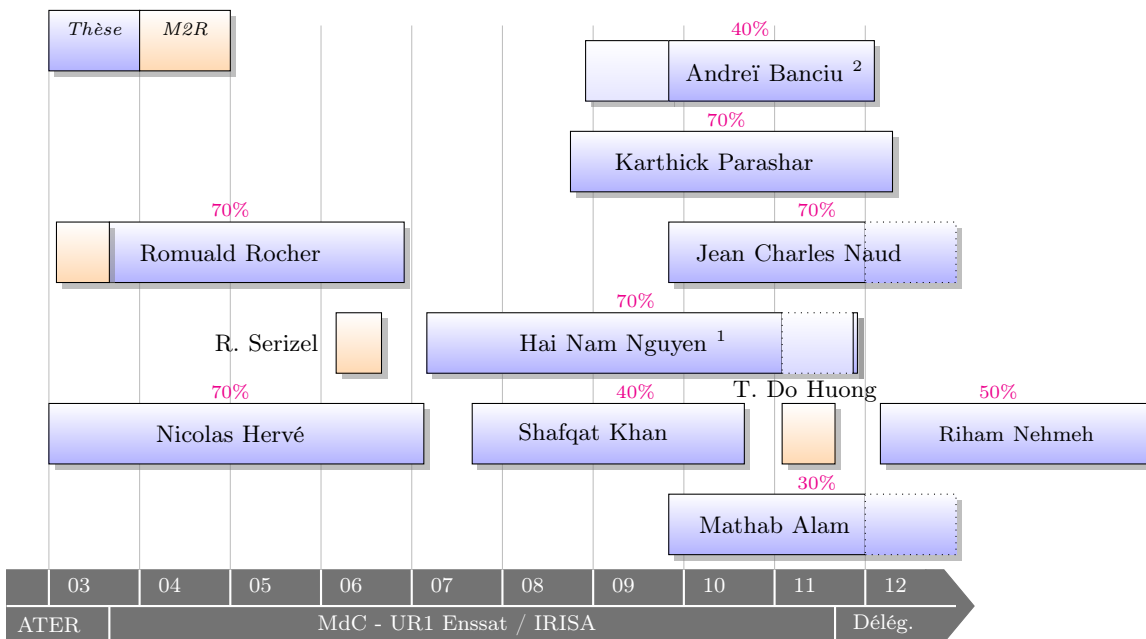 Thèse M2R
40%
Andreï Banciu ²
70%
Karthick Parashar
70% 70%
Romuald Rocher Jean Charles Naud
70%
R. Serizel Hai Nam Nguyen ¹
T. Do Huong
70% 40% 50%
Nicolas Hervé Shafqat Khan Riham Nehmeh
30%
Mathab Alam
03 04 05 06 07 08 09 10 11 12
ATER MdC - UR1 Enssat / IRISA Délég.